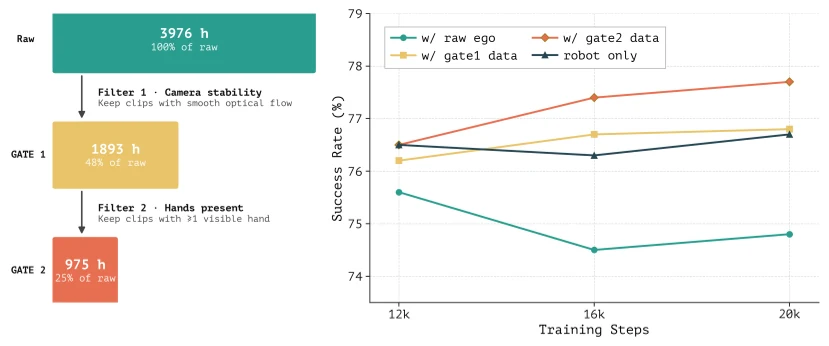 Raw
3976 h
100% of raw
Filter 1 · Camera stability
Keep clips with smooth optical flow
GATE 1
1893 h
48% of raw
Filter 2 · Hands present
Keep clips with ≥1 visible hand
GATE 2
975 h
25% of raw
Success Rate (%)
79
78
77
76
75
74
w/ raw ego
w/ gate1 data
w/ gate2 data
robot only
12k
16k
20k
Training Steps